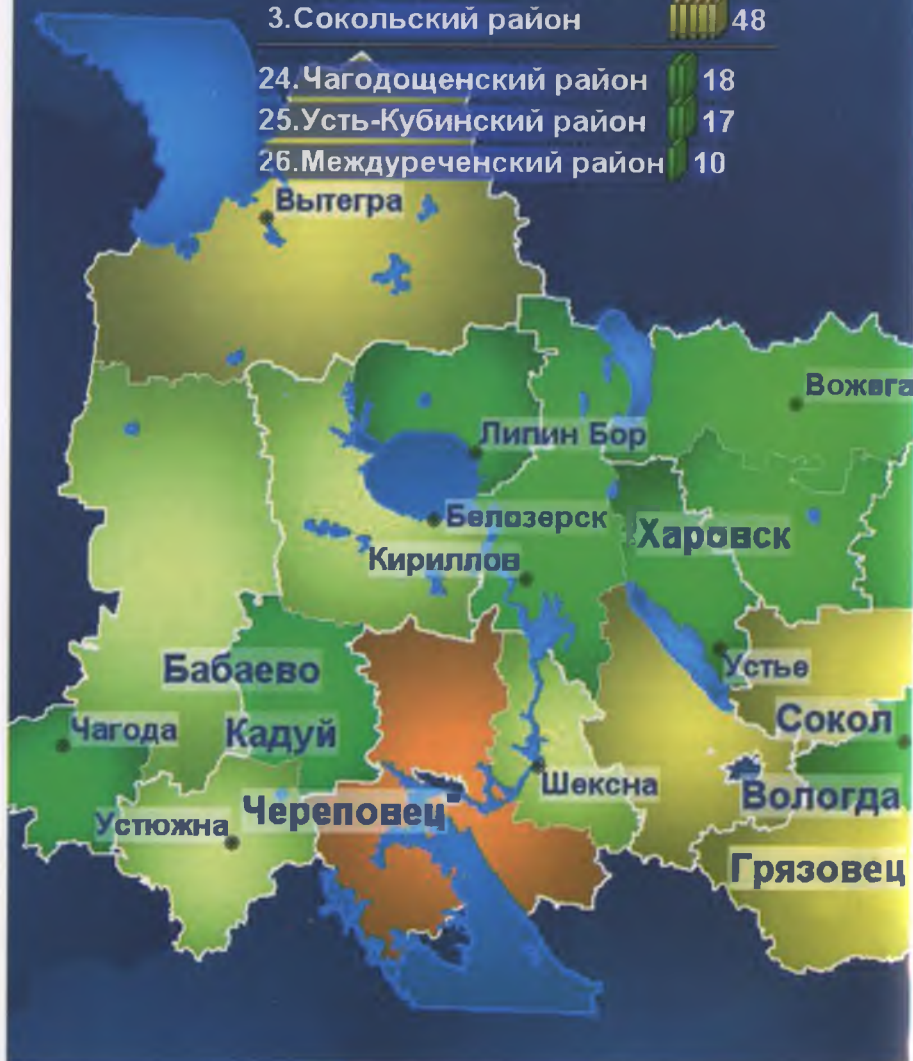 3.Сокольский район 48
24.Чагодощенский район 18
25.Усть-Кубинский район 17
26.Междуреченский район 10
Вытегра
Вожега
Липин Бор
Белозерск
Харовск
Кириллов
Бабаево
Устье
Чагода
Кадуй
Сокол
Шексна
Вологда
Устюжна
Череповец
Грязовец